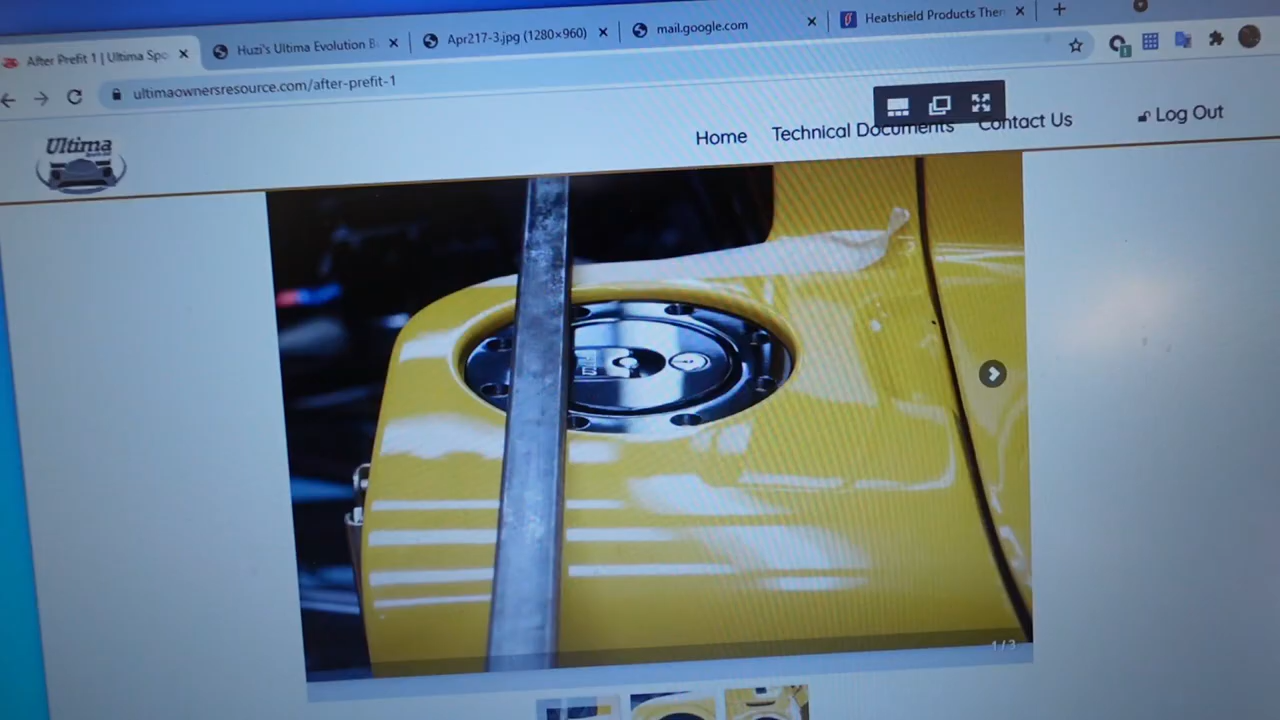 After Prefit 1 | Ultima Spo
Huzi's Ultima Evolution B
Apr217-3.jpg (1280×960)
mail.google.com
Heatshield Products Ther
ultimaownersresource.com/after-prefit-1
Ultima
Home
Technical Documents
Contact Us
Log Out
1/3